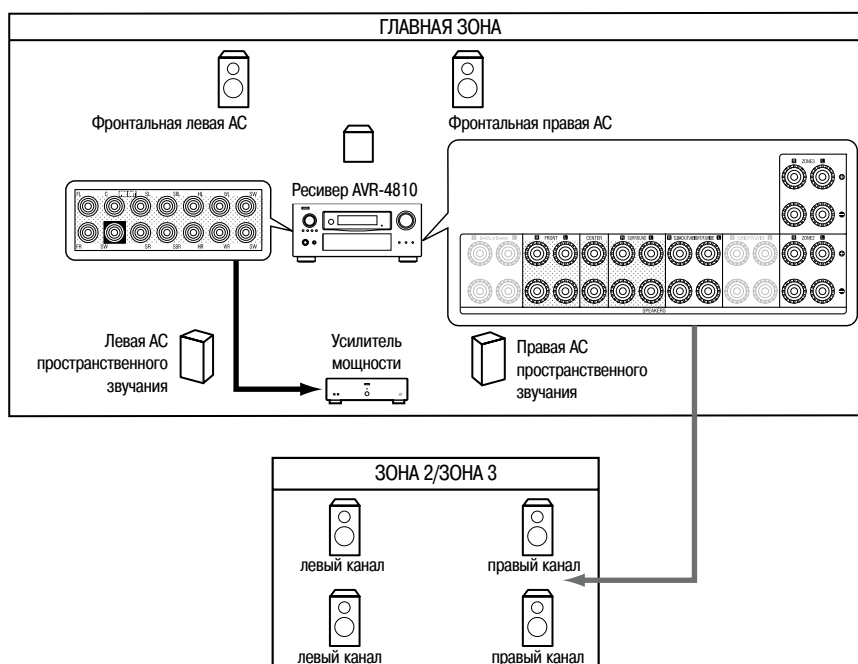 ГЛАВНАЯ ЗОНА
Фронтальная левая АС
Фронтальная правая АС
Ресивер AVR-4810
FL C SL SBL HL WL SW
FR SW SR SBR HR WR SW
R ZONE3 L
R FRONT L CENTER R SURROUND L R ZONE2 L
SPEAKERS
Левая АС
пространственного
звучания
Усилитель
мощности
Правая АС
пространственного
звучания
ЗОНА 2/ЗОНА 3
левый канал
правый канал
левый канал
правый канал